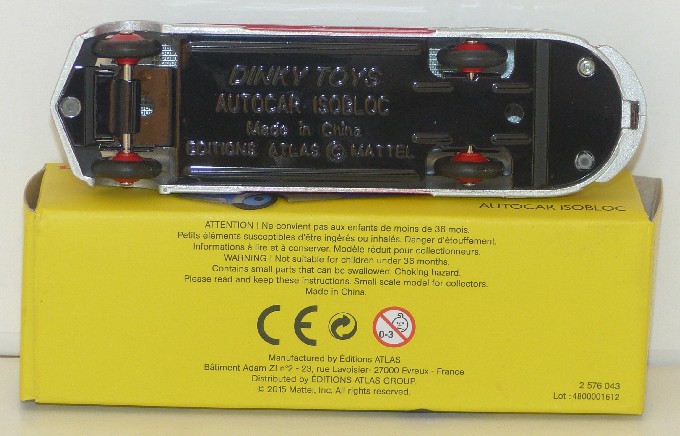 DINKY TOYS
AUTOCAR ISOBLOC
Made in China
EDITIONS ATLAS © MATTEL
AUTOCAR ISOBLOC
ATTENTION ! Ne convient pas aux enfants de moins de 36 mois.
Petits éléments susceptibles d'être ingérés ou inhalés. Danger d'étouffement.
Informations à lire et à conserver. Modèle réduit pour collectionneurs.
WARNING ! Not suitable for children under 36 months.
Contains small parts that can be swallowed. Choking hazard.
Please read and keep these instructions. Small scale model for collectors.
Made in China.
CE
0-3
Manufactured by Éditions ATLAS
Bâtiment Adam ZI n°2 - 23, rue Lavoisier- 27000 Evreux - France
Distributed by ÉDITIONS ATLAS GROUP.
© 2015 Mattel, Inc. All rights reserved.
2 576 043
Lot : 4800001612